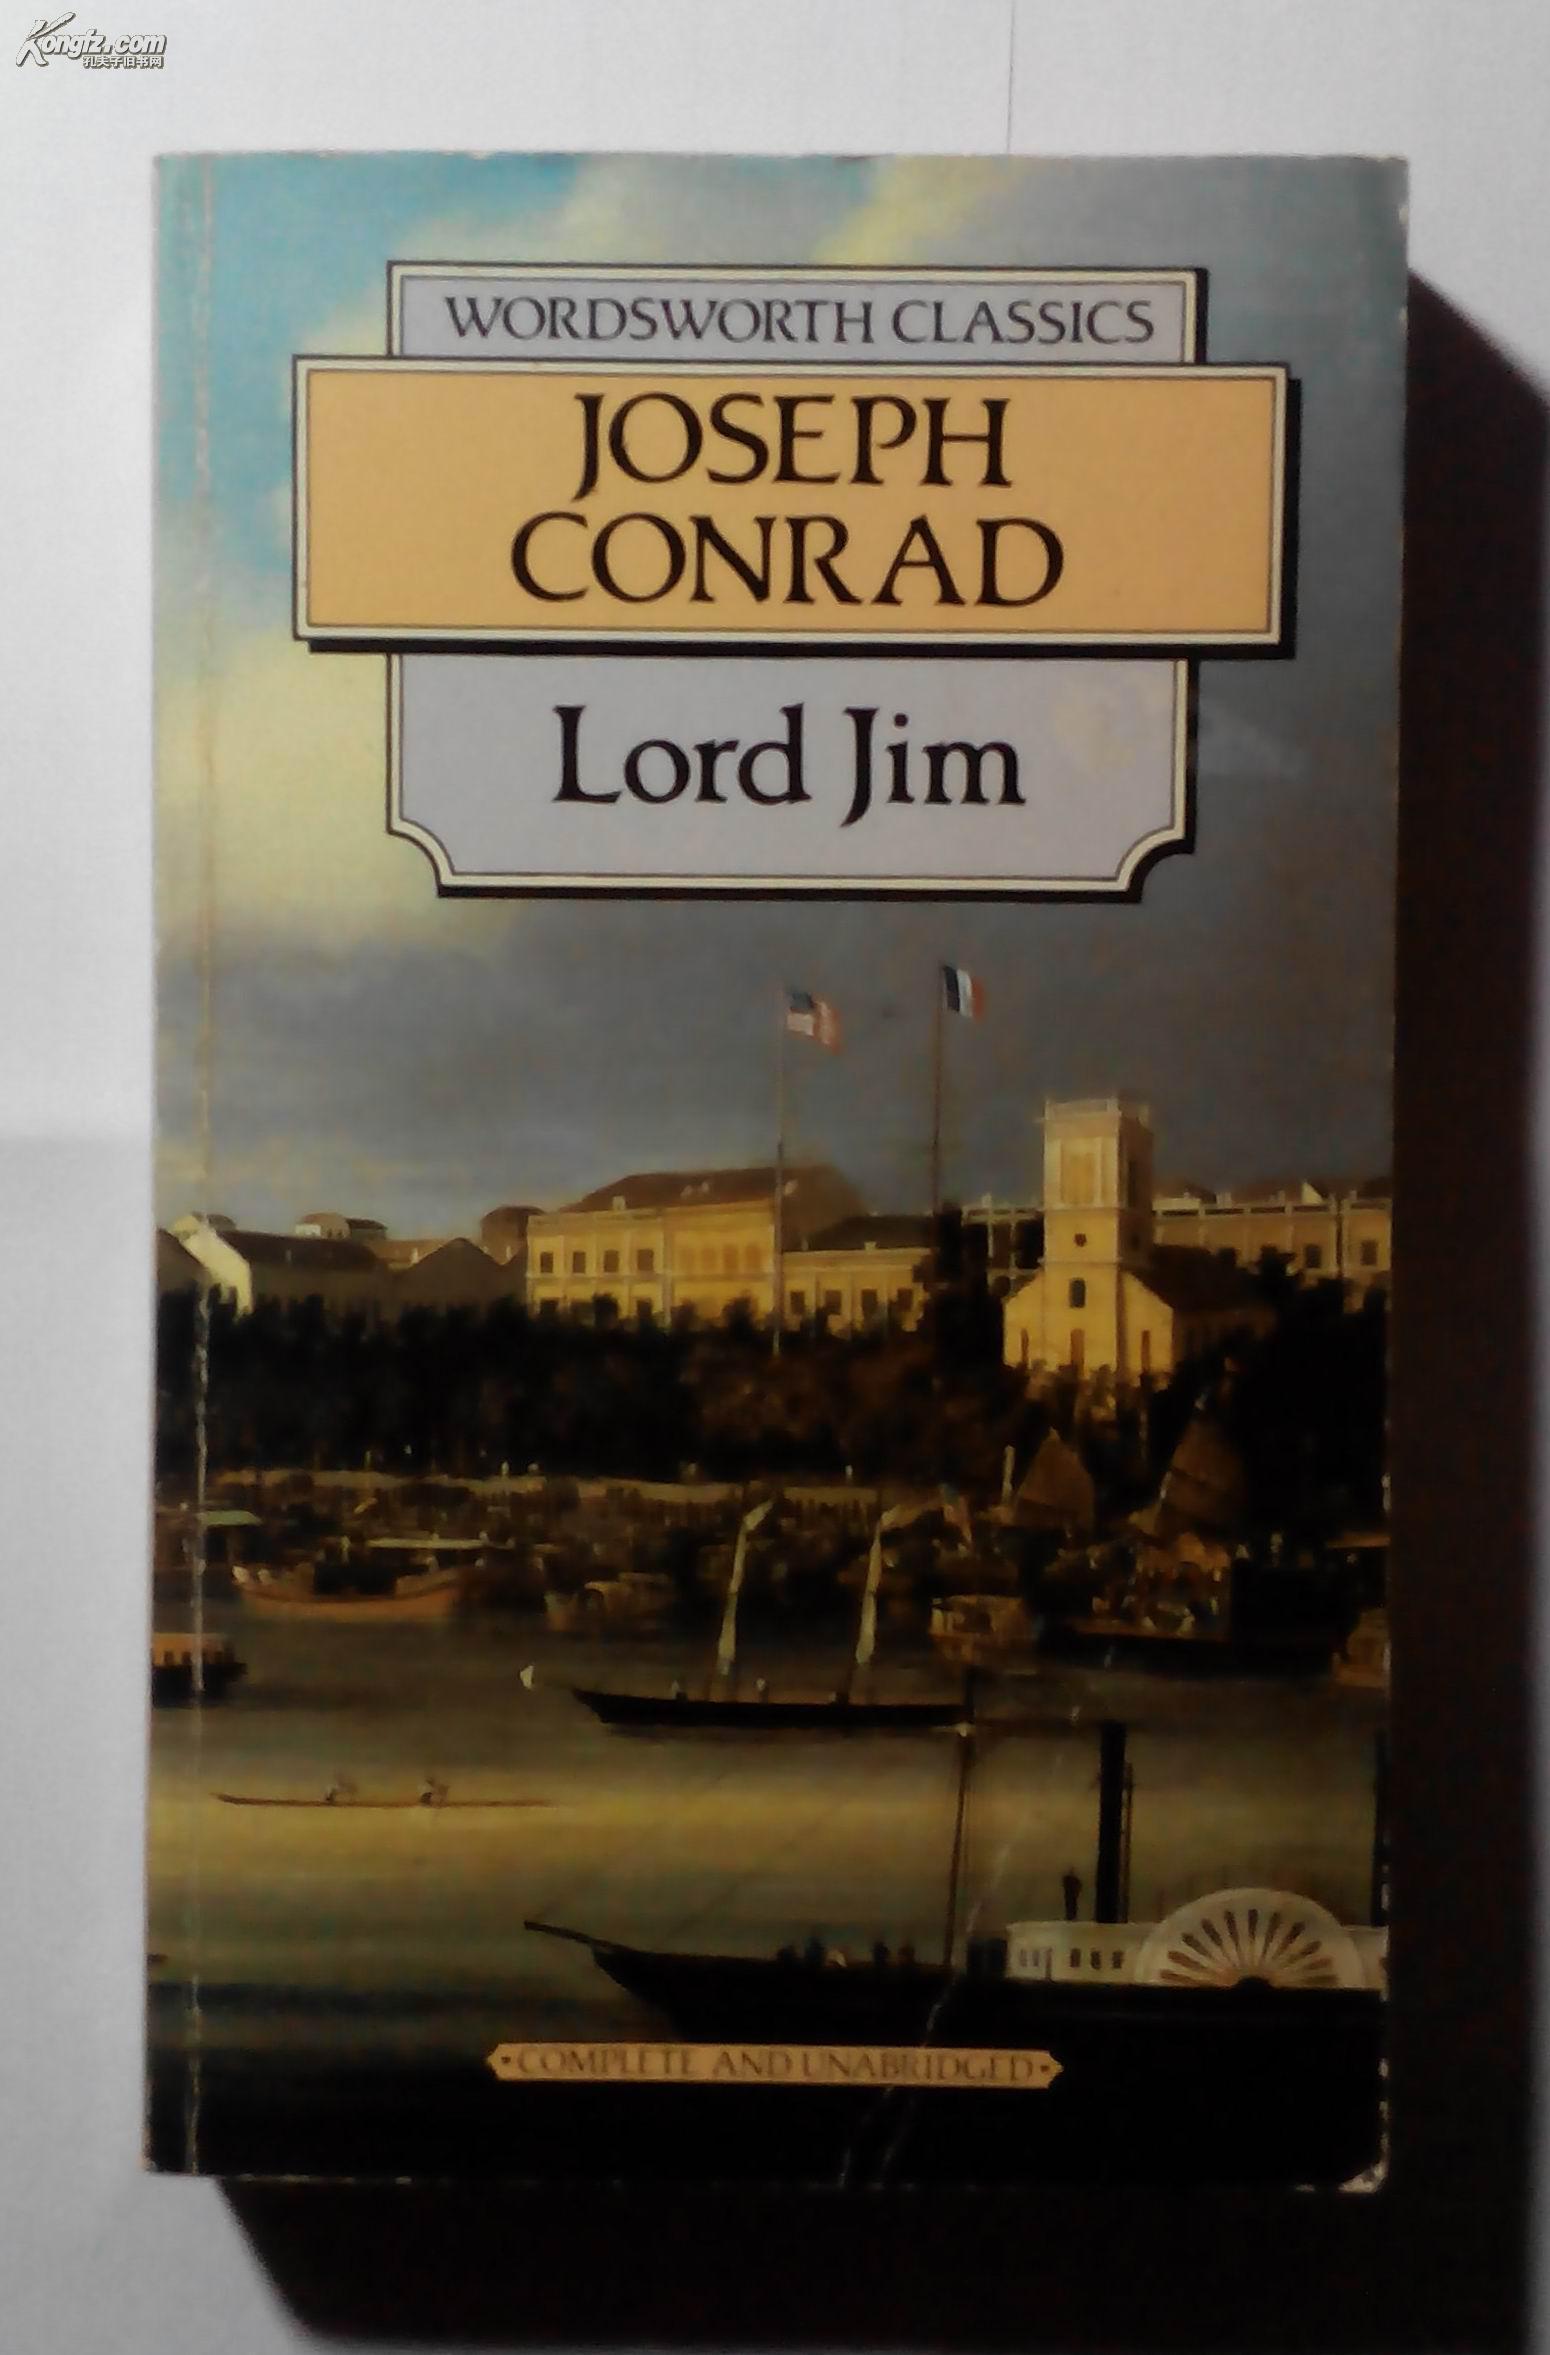 Kongfz.com
孔夫子旧书网
WORDSWORTH CLASSICS
JOSEPH
CONRAD
Lord Jim
•COMPLETE AND UNABRIDGED•